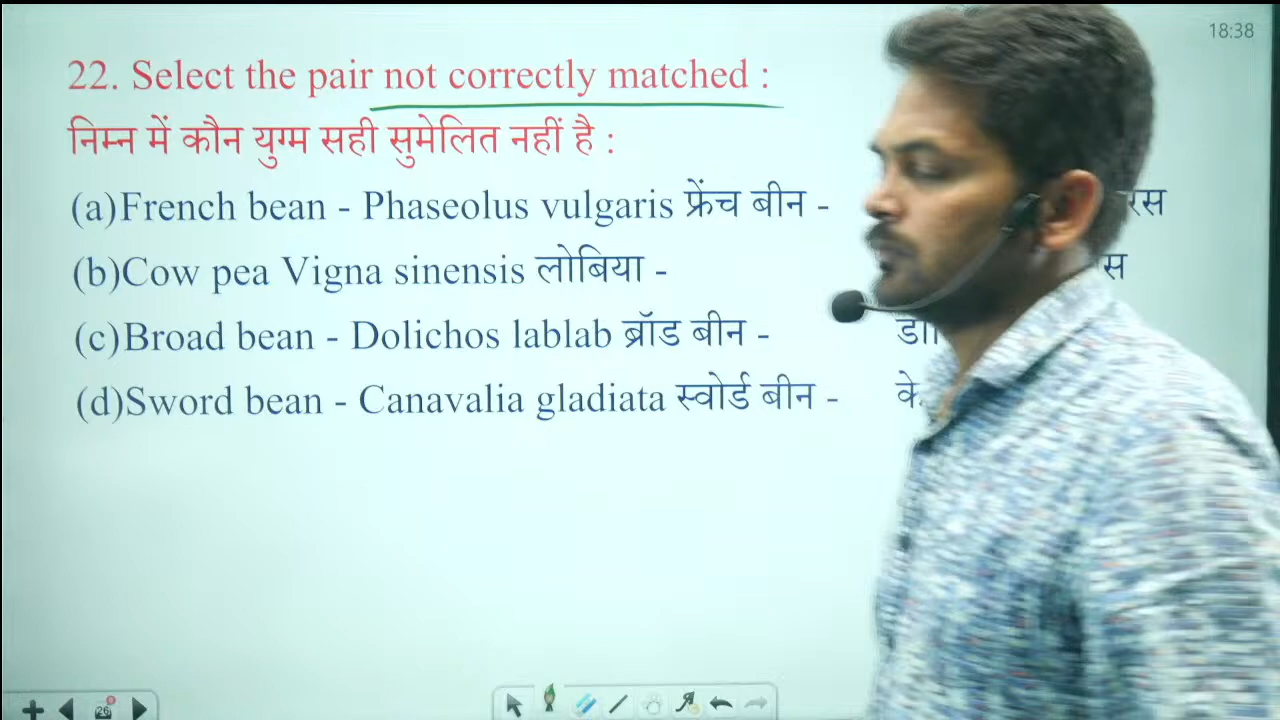 18:38
22. Select the pair not correctly matched :
निम्न में कौन युग्म सही सुमेलित नहीं है :
(a)French bean - Phaseolus vulgaris फ्रेंच बीन -
(b)Cow pea Vigna sinensis लोबिया -
(c)Broad bean - Dolichos lablab ब्रॉड बीन -
(d)Sword bean - Canavalia gladiata स्वोर्ड बीन -
26